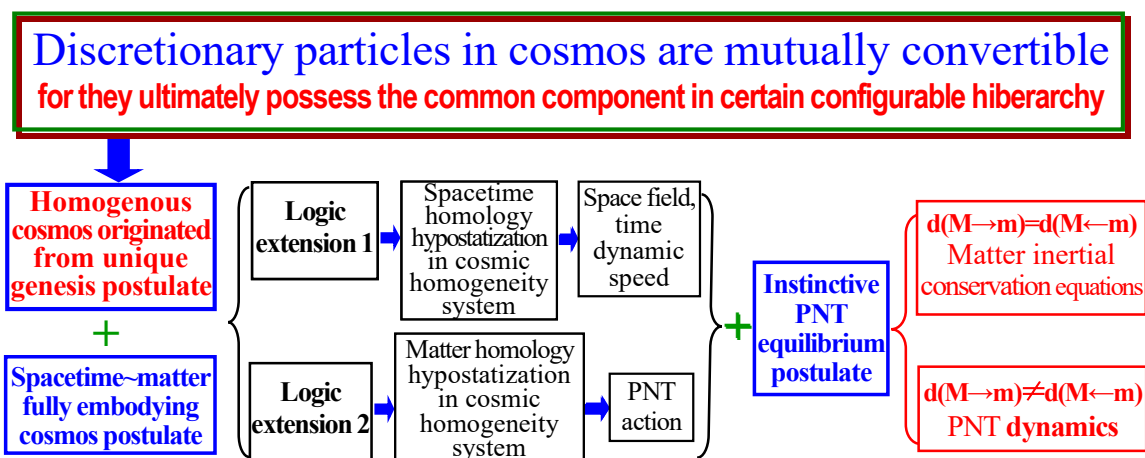 Discretionary particles in cosmos are mutually convertible
for they ultimately possess the common component in certain configurable hiberarchy
Homogenous
cosmos originated
from unique
genesis postulate
+
Spacetime~matter
fully embodying
cosmos postulate
Logic
extension 1
Spacetime
homology
hypostatization
in cosmic
homogeneity
system
Space field,
time
dynamic
speed
Logic
extension 2
Matter homology
hypostatization
in cosmic
homogeneity
system
PNT
action
+
Instinctive
PNT
equilibrium
postulate
d(M→m)=d(M←m)
Matter inertial
conservation equations
d(M→m)≠d(M←m)
PNT dynamics